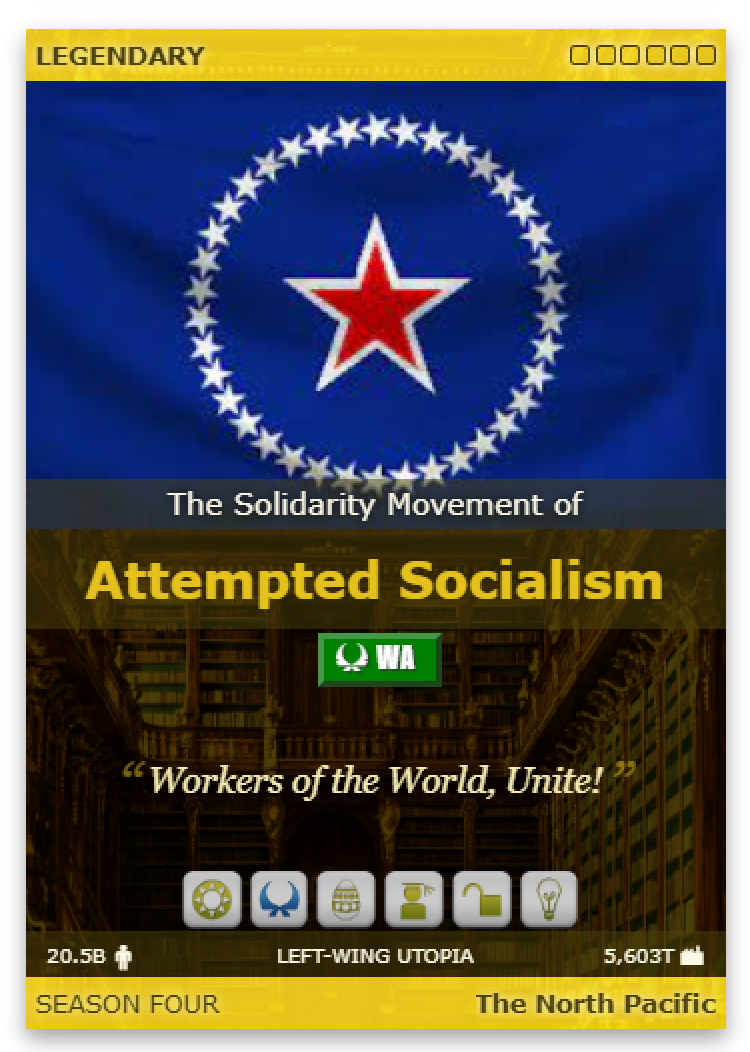 LEGENDARY
The Solidarity Movement of
Attempted Socialism
WA
“Workers of the World, Unite!”
20.5B LEFT-WING UTOPIA 5,603T
SEASON FOUR The North Pacific